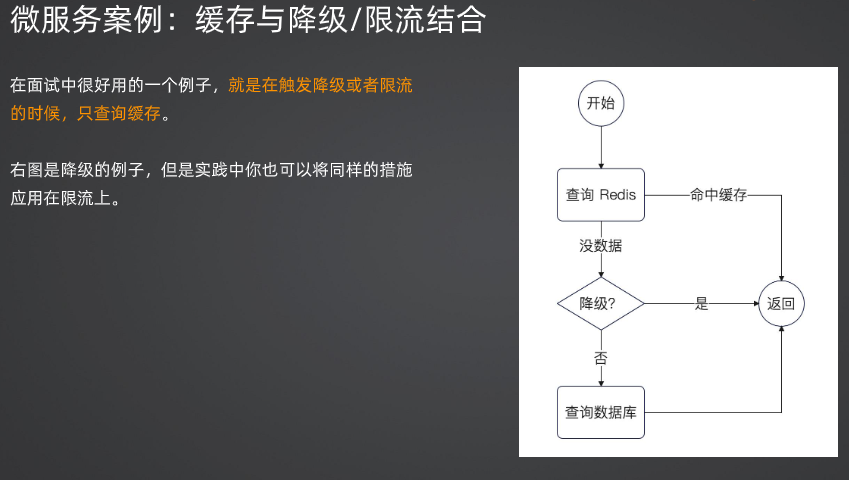 微服务案例：缓存与降级/限流结合
在面试中很好用的一个例子，就是在触发降级或者限流
的时候，只查询缓存。
右图是降级的例子，但是实践中你也可以将同样的措施
应用在限流上。
开始
查询 Redis
命中缓存
没数据
降级?
是
返回
否
查询数据库